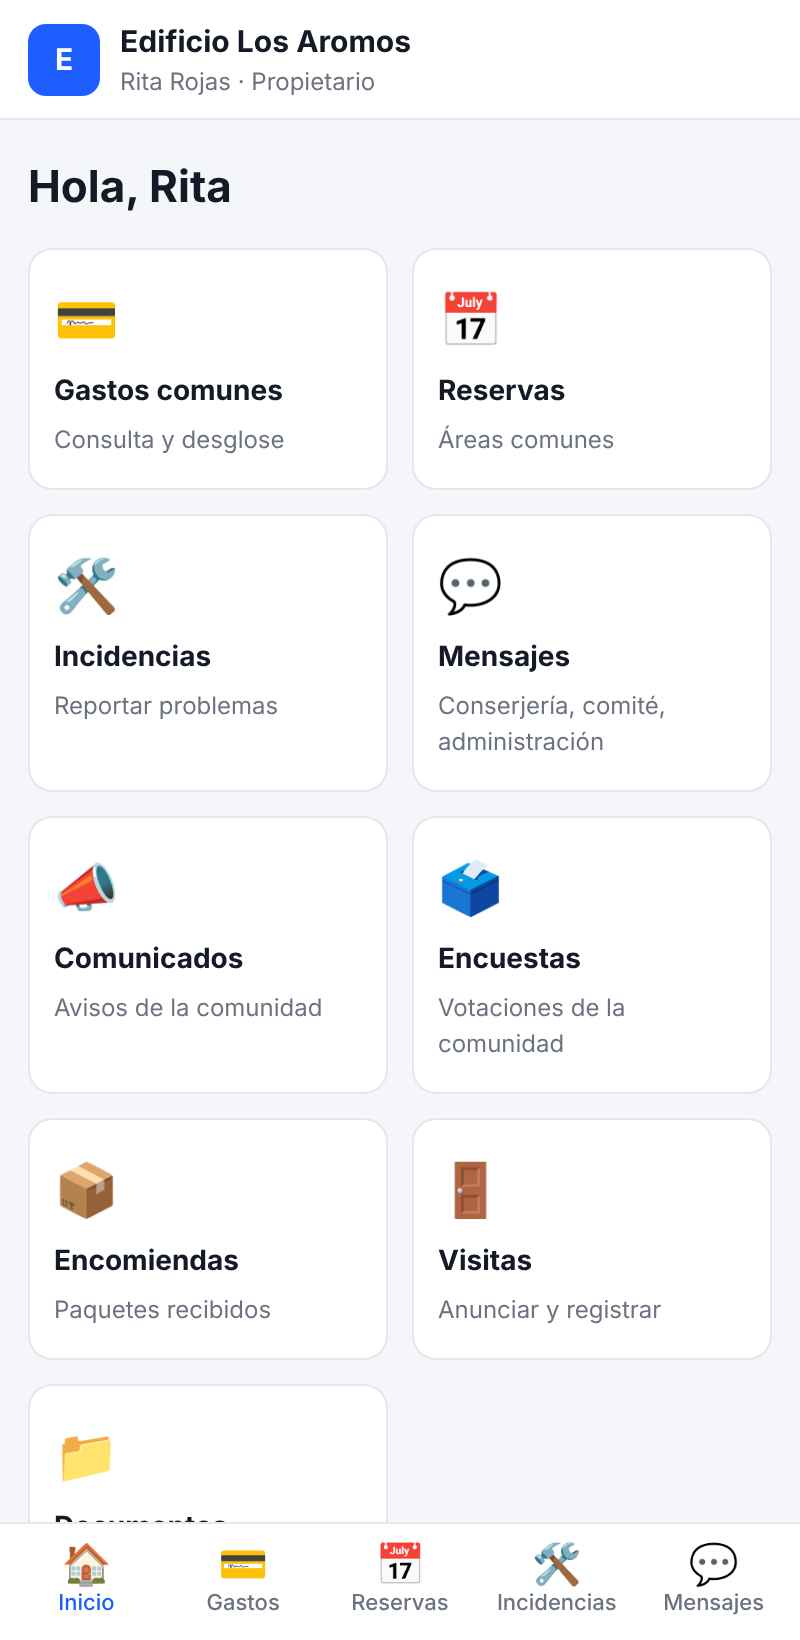 E
Edificio Los Aromos
Rita Rojas · Propietario
Hola, Rita
July
17
Gastos comunes
Consulta y desglose
Reservas
Áreas comunes
Incidencias
Reportar problemas
Mensajes
Conserjería, comité,
administración
Comunicados
Avisos de la comunidad
Encuestas
Votaciones de la
comunidad
Encomiendas
Paquetes recibidos
Visitas
Anunciar y registrar
Documentos
July
17
Inicio
Gastos
Reservas
Incidencias
Mensajes